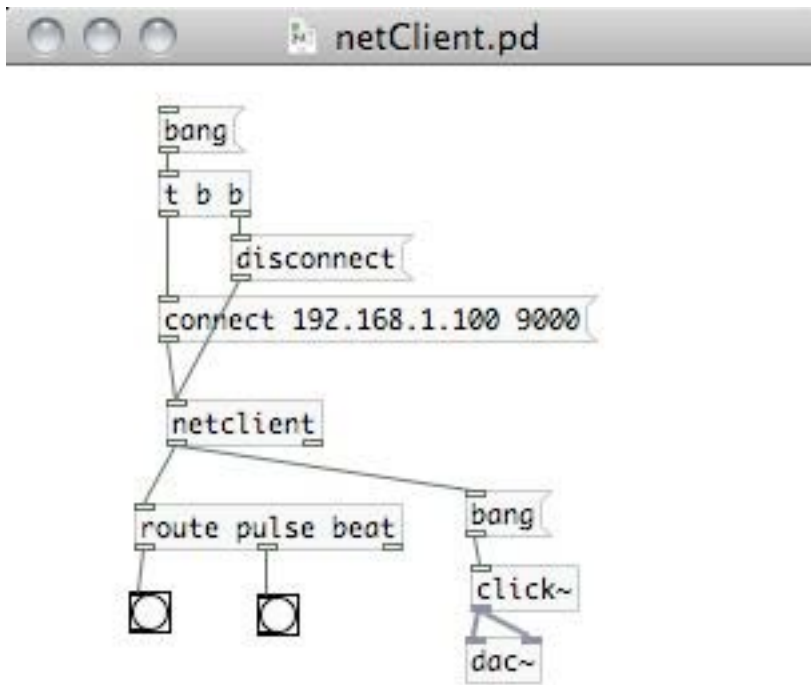 netClient.pd
bang
t b b
disconnect
connect 192.168.1.100 9000
netclient
route pulse beat
bang
click~
dac~